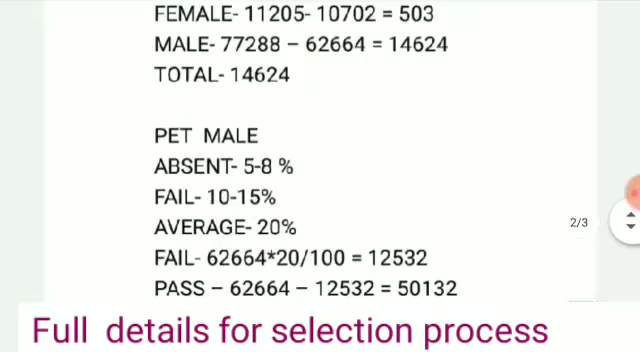 FEMALE- 11205- 10702 = 503
MALE- 77288 – 62664 = 14624
TOTAL- 14624
PET MALE
ABSENT- 5-8 %
FAIL- 10-15%
AVERAGE- 20%
2/3
FAIL- 62664*20/100 = 12532
PASS – 62664 – 12532 = 50132
Full details for selection process